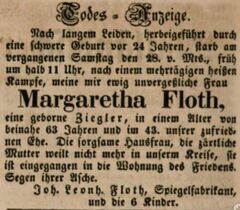 Todes-Anzeige.
Nach langem Leiden, herbeigeführt durch
eine schwere Geburt vor 24 Jahren, starb am
vergangenen Samstag den 28. v. Mts., früh
um halb 11 Uhr, nach einem mehrtägigen heißen
Kampfe, meine mir ewig unvergeßliche Frau
Margaretha Floth,
eine geborne Ziegler, in einem Alter von
beinahe 63 Jahren und im 43. unsrer zufriede-
nen Ehe. Die sorgsame Hausfrau, die zärtliche
Mutter weilt nicht mehr in unserm Kreise, sie
ist eingegangen in die Wohnung des Friedens.
Segen ihrer Asche.
Joh. Leonh. Floth, Spiegelfabrikant,
und die 6 Kinder.